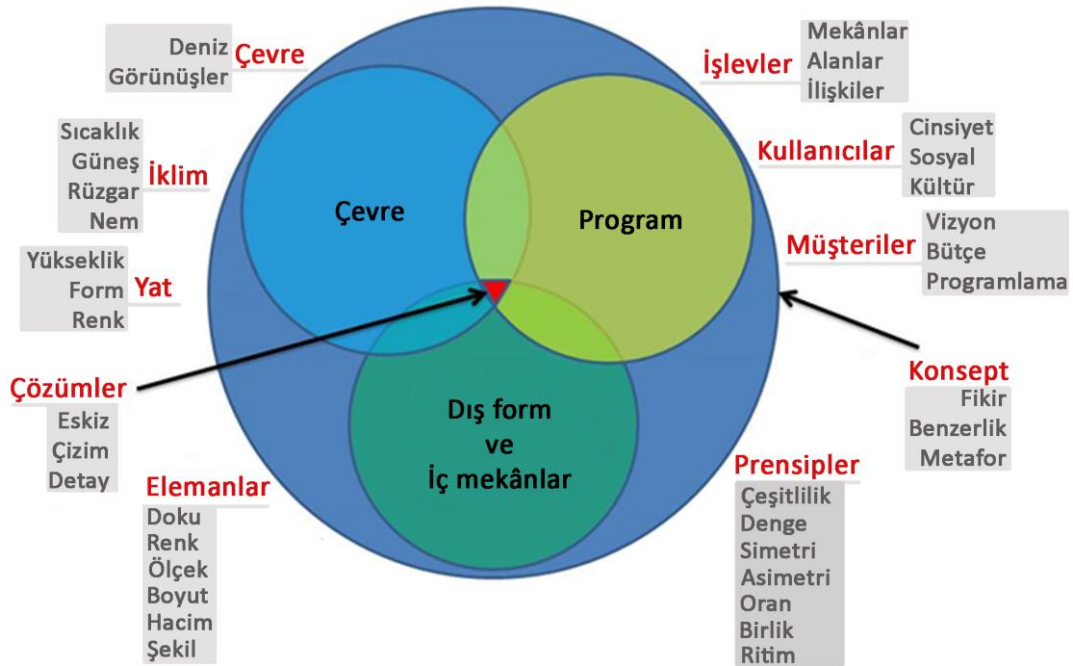 Çevre
Deniz
Görünüşler
İklim
Sıcaklık
Güneş
Rüzgar
Nem
Yat
Yükseklik
Form
Renk
Çözümler
Eskiz
Çizim
Detay
Elemanlar
Doku
Renk
Ölçek
Boyut
Hacim
Şekil
Çevre
Program
Dış form
ve
İç mekânlar
İşlevler
Mekânlar
Alanlar
İlişkiler
Kullanıcılar
Cinsiyet
Sosyal
Kültür
Müşteriler
Vizyon
Bütçe
Programlama
Konsept
Fikir
Benzerlik
Metafor
Prensipler
Çeşitlilik
Denge
Simetri
Asimetri
Oran
Birlik
Ritim